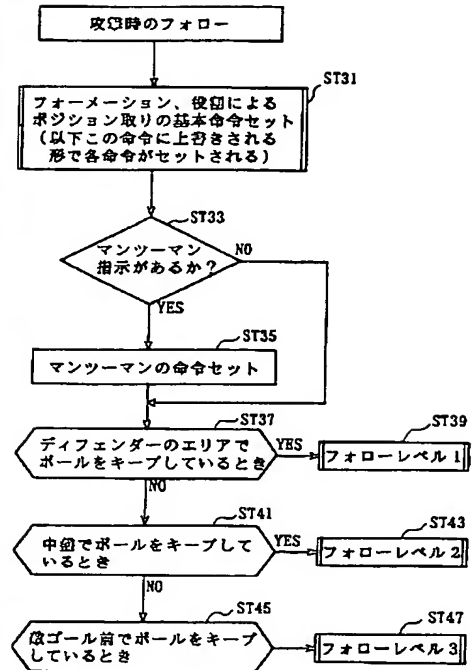 攻撃時のフォロー
ST31
フォーメーション、役割による
ポジション取りの基本命令セット
(以下この命令に上書きされる
形で各命令がセットされる)
ST33
マンツーマン
指示があるか?
NO
YES
ST35
マンツーマンの命令セット
ST37
ディフェンダーのエリアで
ボールをキープしているとき
YES
ST39
フォローレベル1
NO
ST41
中盤でボールをキープして
いるとき
YES
ST43
フォローレベル2
NO
ST45
敵ゴール前でボールをキープ
しているとき
ST47
フォローレベル3